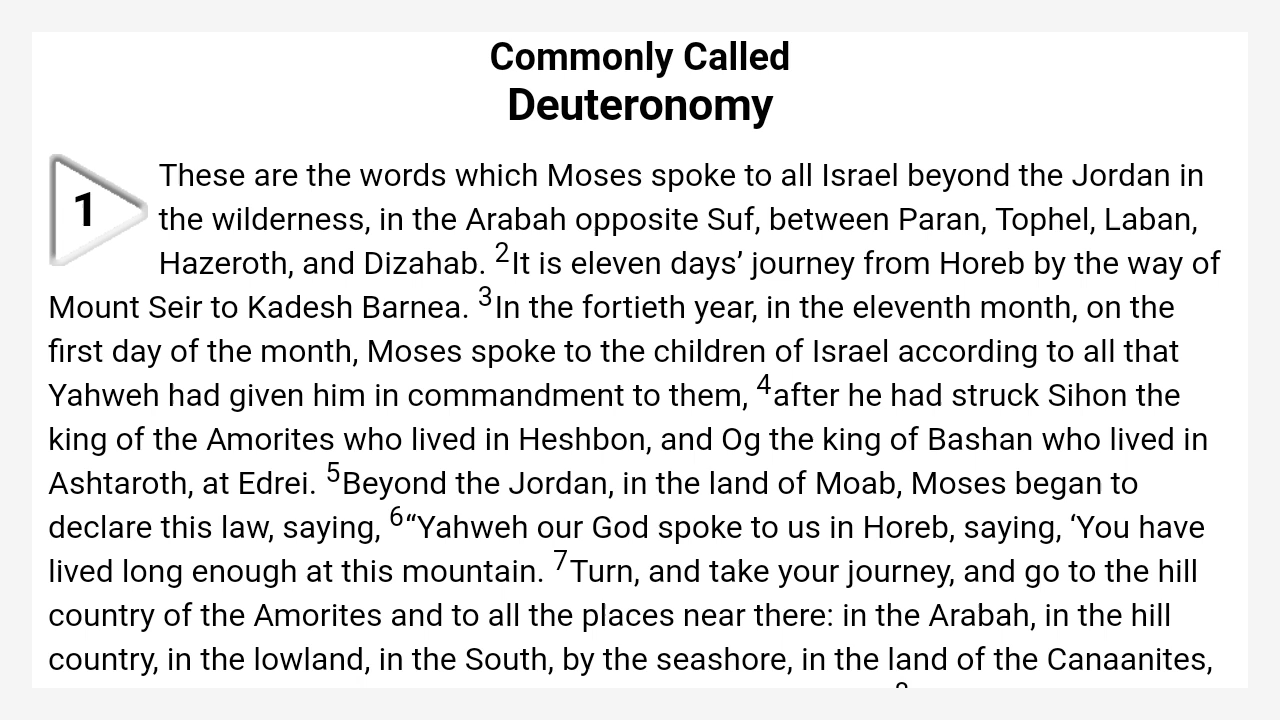 Commonly Called
Deuteronomy
1
These are the words which Moses spoke to all Israel beyond the Jordan in
the wilderness, in the Arabah opposite Suf, between Paran, Tophel, Laban,
Hazeroth, and Dizahab. 2It is eleven days’ journey from Horeb by the way of
Mount Seir to Kadesh Barnea. 3In the fortieth year, in the eleventh month, on the
first day of the month, Moses spoke to the children of Israel according to all that
Yahweh had given him in commandment to them, 4after he had struck Sihon the
king of the Amorites who lived in Heshbon, and Og the king of Bashan who lived in
Ashtaroth, at Edrei. 5Beyond the Jordan, in the land of Moab, Moses began to
declare this law, saying, 6“Yahweh our God spoke to us in Horeb, saying, ‘You have
lived long enough at this mountain. 7Turn, and take your journey, and go to the hill
country of the Amorites and to all the places near there: in the Arabah, in the hill
country, in the lowland, in the South, by the seashore, in the land of the Canaanites,